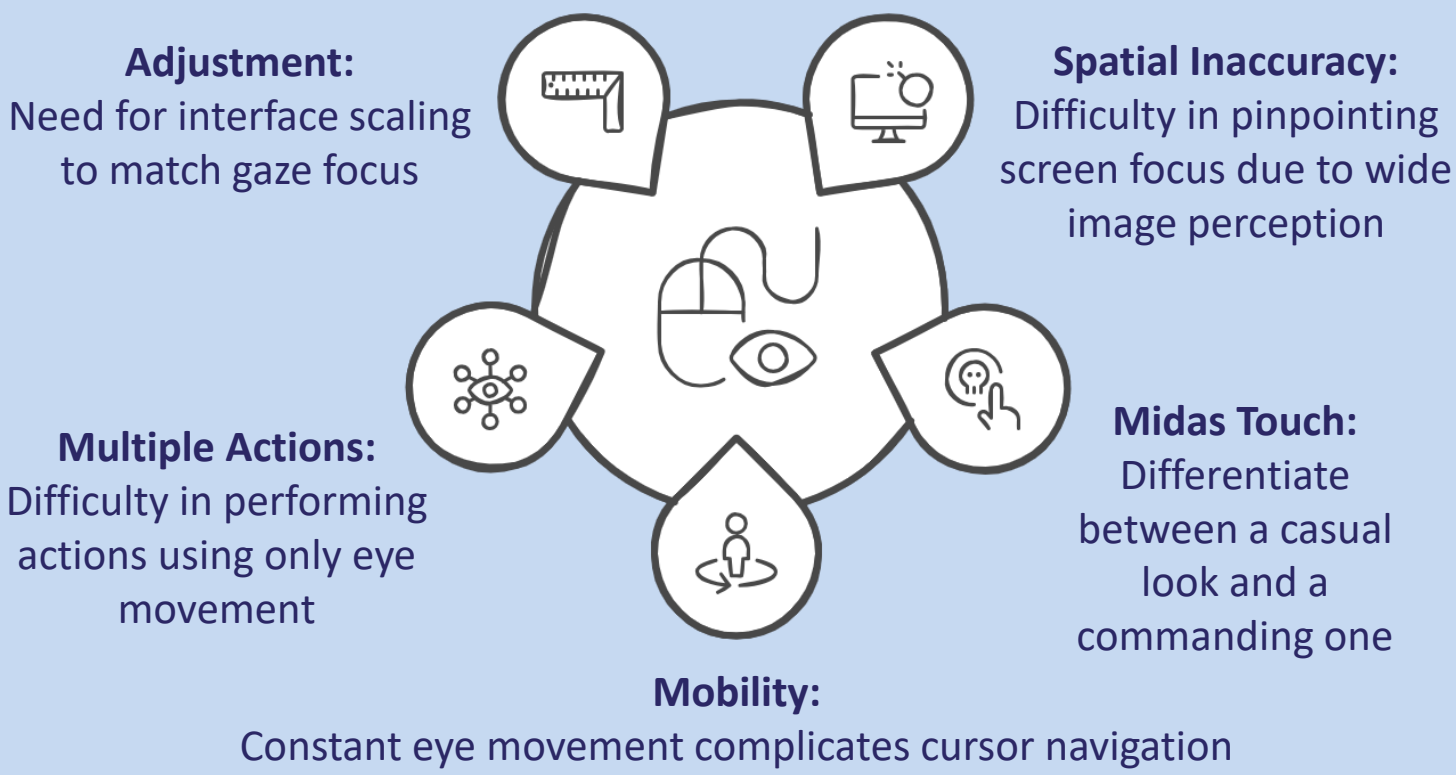 Adjustment:
Need for interface scaling
to match gaze focus
Spatial Inaccuracy:
Difficulty in pinpointing
screen focus due to wide
image perception
Multiple Actions:
Difficulty in performing
actions using only eye
movement
Midas Touch:
Differentiate
between a casual
look and a
commanding one
Mobility:
Constant eye movement complicates cursor navigation